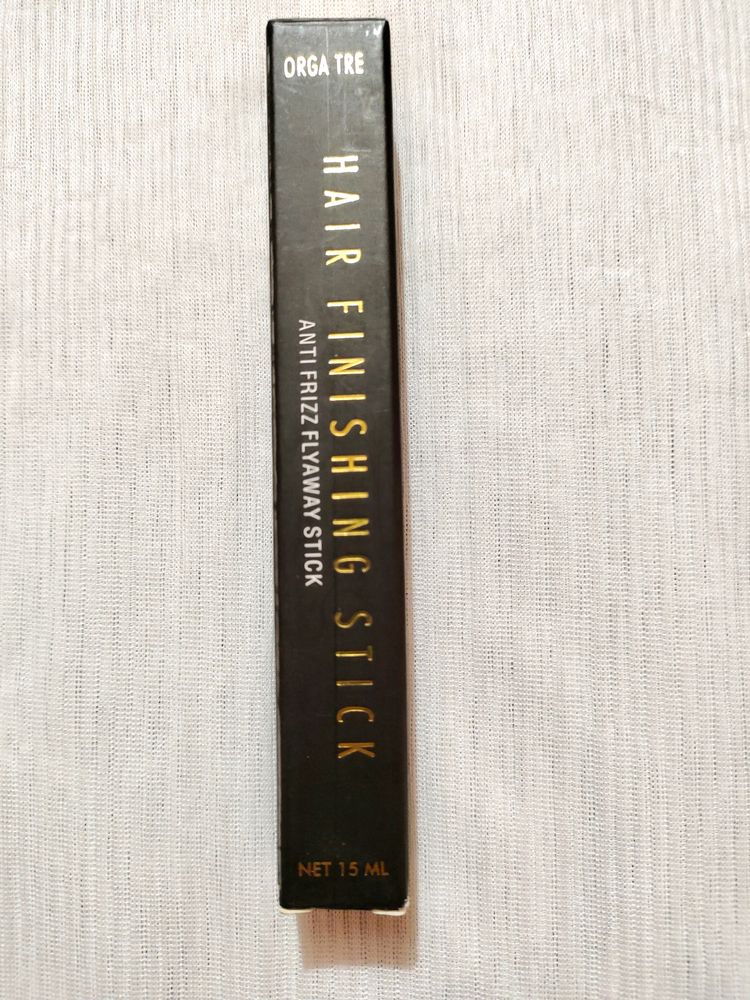 ORGA TRE
HAIR FINISHING STICK
ANTI FRIZZ FLYAWAY STICK
NET 15 ML